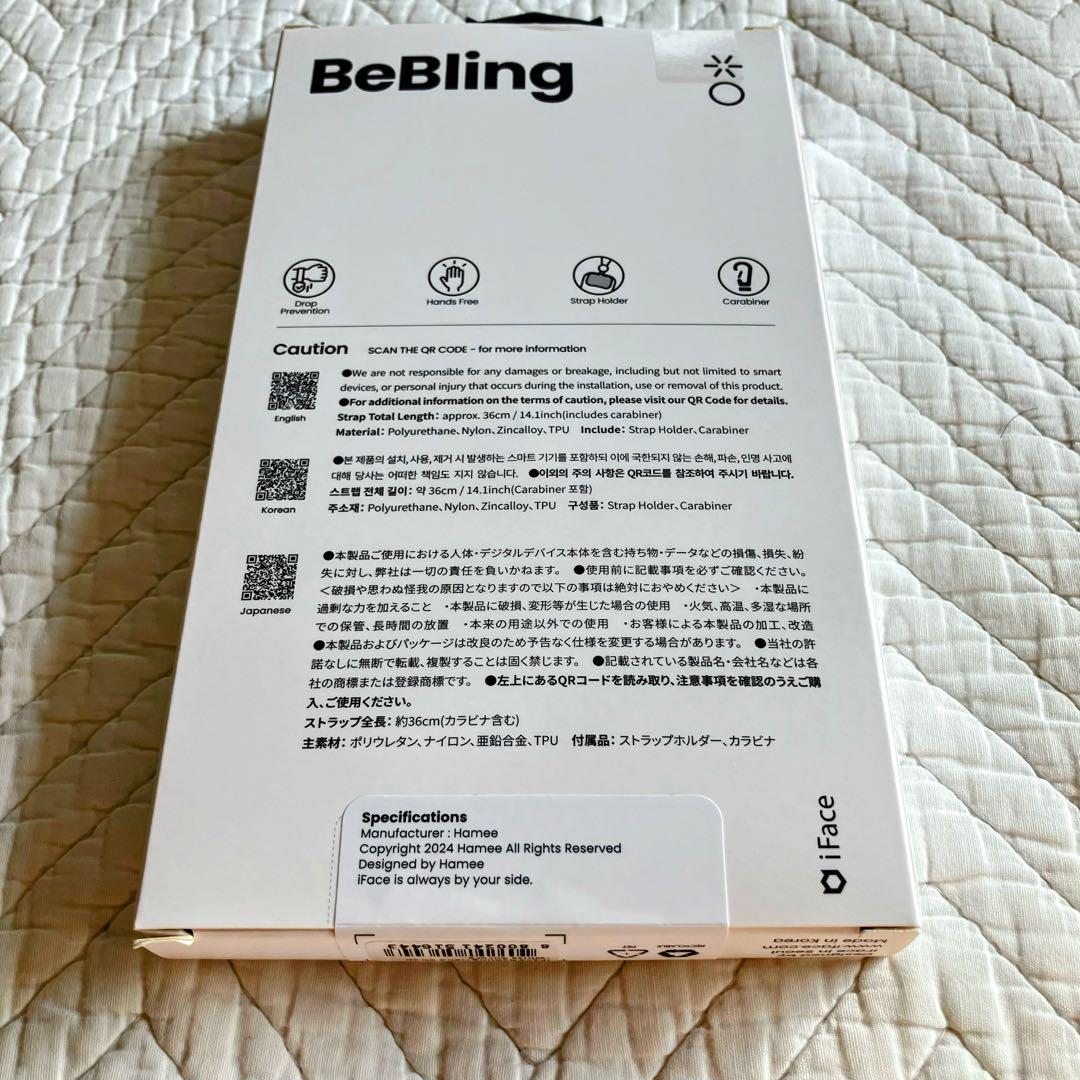 BeBling
Drop
Prevention
Hands Free
Strap Holder
Carabiner
Caution SCAN THE QR CODE - for more information
English
●We are not responsible for any damages or breakage, including but not limited to smart
devices, or personal injury that occurs during the installation, use or removal of this product.
●For additional information on the terms of caution, please visit our QR Code for details.
Strap Total Length: approx. 36cm / 14.1inch(includes carabiner)
Material: Polyurethane、Nylon、Zincalloy、TPU Include: Strap Holder、Carabiner
Korean
●본 제품의 설치, 사용, 제거 시 발생하는 스마트 기기를 포함하되 이에 국한되지 않는 손해, 파손, 인명 사고에
대해 당사는 어떠한 책임도 지지 않습니다. ●이외의 주의 사항은 QR코드를 참조하여 주시기 바랍니다.
스트랩 전체 길이: 약 36cm / 14.1inch(Carabiner 포함)
주소재: Polyurethane、Nylon、Zincalloy、TPU 구성품: Strap Holder、Carabiner
Japanese
●本製品ご使用における人体・デジタルデバイス本体を含む持ち物・データなどの損傷、損失、紛
失に対し、弊社は一切の責任を負いかねます。 ●使用前に記載事項を必ずご確認ください。
＜破損や思わぬ怪我の原因となりますので以下の事項は絶対におやめください＞ ・本製品に
過剰な力を加えること ・本製品に破損、変形等が生じた場合の使用 ・火気、高温、多湿な場所
での保管、長時間の放置 ・本来の用途以外での使用 ・お客様による本製品の加工、改造
●本製品およびパッケージは改良のため予告なく仕様を変更する場合があります。 ●当社の許
諾なしに無断で転載、複製することは固く禁じます。 ●記載されている製品名・会社名などは各
社の商標または登録商標です。 ●左上にあるQRコードを読み取り、注意事項を確認のうえご購
入、ご使用ください。
ストラップ全長: 約36cm(カラビナ含む)
主素材: ポリウレタン、ナイロン、亜鉛合金、TPU 付属品: ストラップホルダー、カラビナ
iFace
Specifications
Manufacturer : Hamee
Copyright 2024 Hamee All Rights Reserved
Designed by Hamee
iFace is always by your side.
PET
RECYCLABLE
Made in Korea
www.iface.com
iFace in Seoul